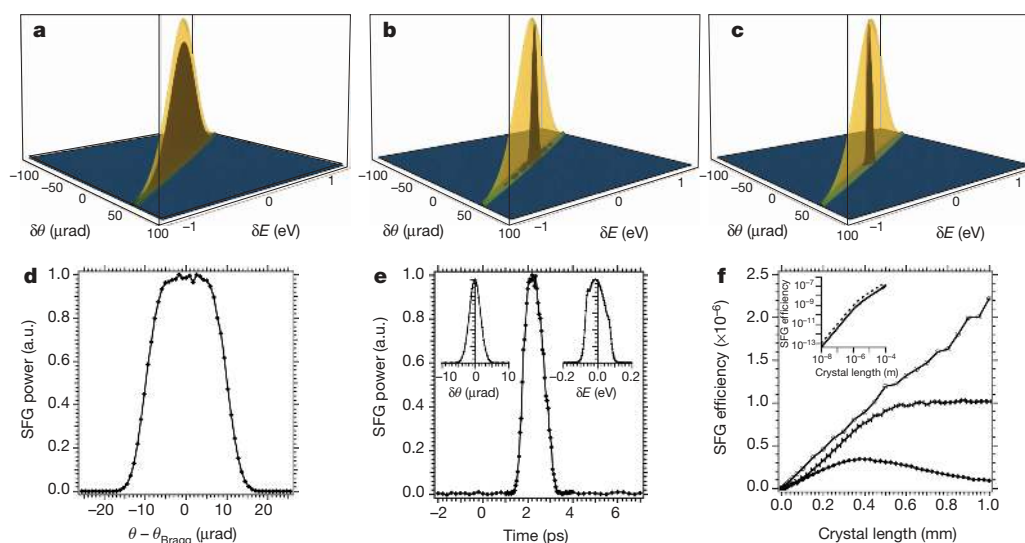 a
b
c
-100
-50
0
50
100
δθ (μrad)
-1
1
δE (eV)
-100
-50
0
50
100
δθ (μrad)
-1
1
δE (eV)
-100
-50
0
50
100
δθ (μrad)
-1
1
δE (eV)
d
1.0
0.8
0.6
0.4
0.2
0.0
SFG power (a.u.)
-20 -10 0 10 20
θ – θBragg (μrad)
e
1.0
0.8
0.6
0.4
0.2
0.0
SFG power (a.u.)
-10 0 10
δθ (μrad)
-0.2 0.0 0.2
δE (eV)
-2 0 2 4 6
Time (ps)
f
2.5
2.0
1.5
1.0
0.5
0.0
SFG efficiency (×10⁻⁶)
SFG efficiency
10⁻⁷
10⁻⁹
10⁻¹¹
10⁻¹³
10⁻⁸ 10⁻⁶ 10⁻⁴
Crystal length (m)
0.0 0.2 0.4 0.6 0.8 1.0
Crystal length (mm)